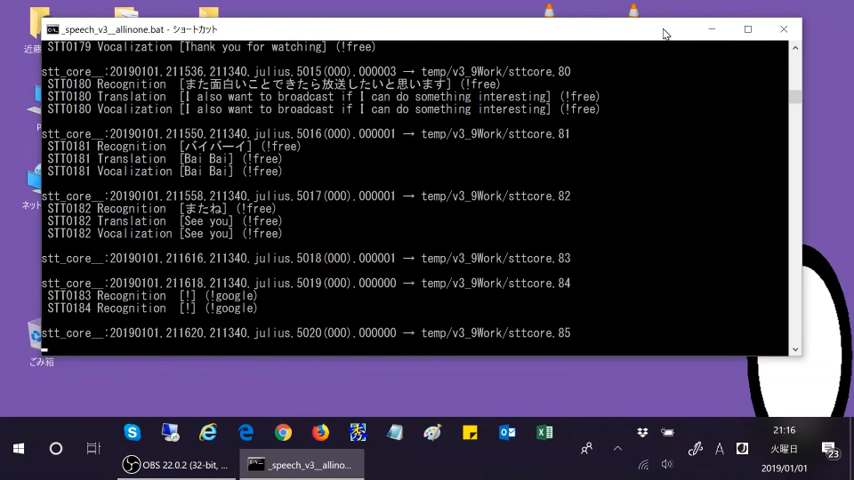 _speech_v3__allinone.bat - ショートカット
STT0179 Vocalization [Thank you for watching] (!free)
stt_core__:20190101.211536.211340.julius.5015(000).000003 → temp/v3_9Work/sttcore.80
STT0180 Recognition [また面白いことできたら放送したいと思います] (!free)
STT0180 Translation [I also want to broadcast if I can do something interesting] (!free)
STT0180 Vocalization [I also want to broadcast if I can do something interesting] (!free)
stt_core__:20190101.211550.211340.julius.5016(000).000001 → temp/v3_9Work/sttcore.81
STT0181 Recognition [バイバーイ] (!free)
STT0181 Translation [Bai Bai] (!free)
STT0181 Vocalization [Bai Bai] (!free)
stt_core__:20190101.211558.211340.julius.5017(000).000001 → temp/v3_9Work/sttcore.82
STT0182 Recognition [またね] (!free)
STT0182 Translation [See you] (!free)
STT0182 Vocalization [See you] (!free)
stt_core__:20190101.211616.211340.julius.5018(000).000001 → temp/v3_9Work/sttcore.83
stt_core__:20190101.211618.211340.julius.5019(000).000000 → temp/v3_9Work/sttcore.84
STT0183 Recognition [!] (!google)
STT0184 Recognition [!] (!google)
stt_core__:20190101.211620.211340.julius.5020(000).000000 → temp/v3_9Work/sttcore.85
近藤
P
ネット
ごみ箱
OBS 22.0.2 (32-bit, ...
_speech_v3__allino...
A
21:16
火曜日
2019/01/01
23